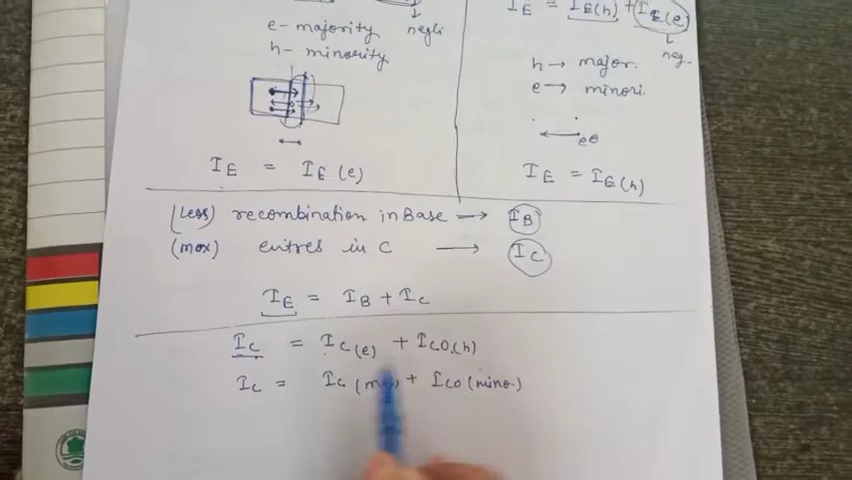 negli
e- majority
h- minority
I_E = I_E (e)
I_E = I_E(h) + I_E(e)
neg-
h → major.
e → minori.
I_E = I_E(h)
(less) recombination in Base → I_B
(max) entres in C → I_C
I_E = I_B + I_C
I_C = I_C(e) + I_CO(h)
I_C = I_C ( + I_CO (mino.)